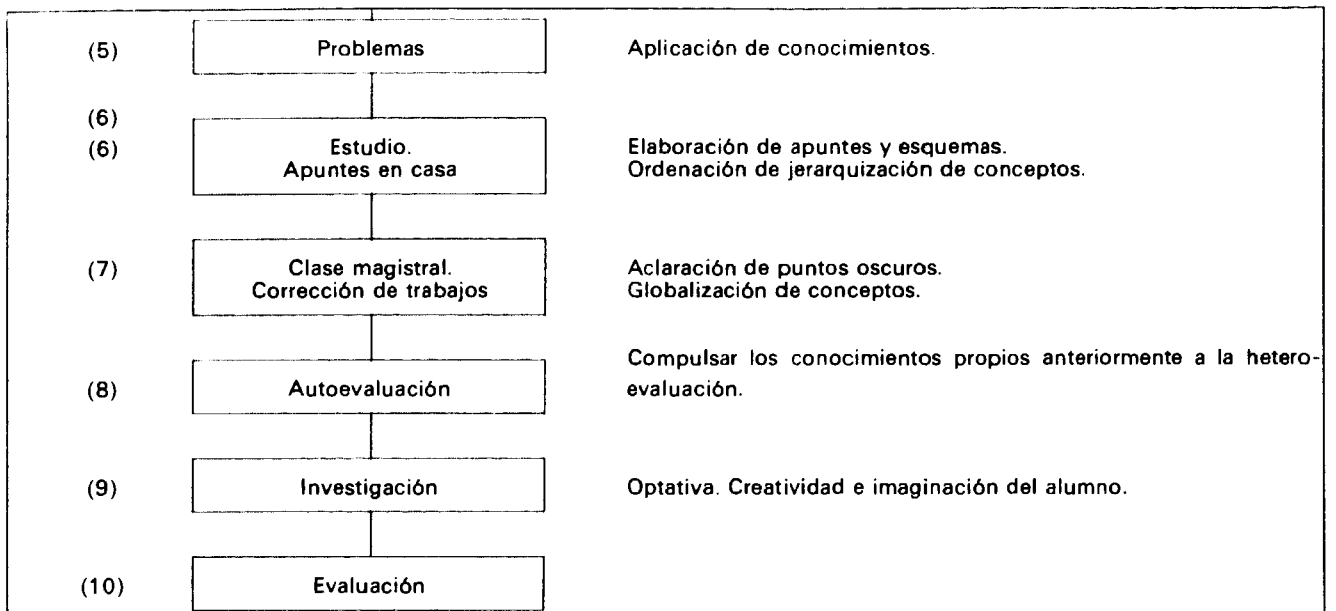 (5) Problemas Aplicación de conocimientos.
(6)
(6) Estudio. Elaboración de apuntes y esquemas.
Apuntes en casa Ordenación de jerarquización de conceptos.
(7) Clase magistral. Aclaración de puntos oscuros.
Corrección de trabajos Globalización de conceptos.
Compulsar los conocimientos propios anteriormente a la hetero-
(8) Autoevaluación evaluación.
(9) Investigación Optativa. Creatividad e imaginación del alumno.
(10) Evaluación